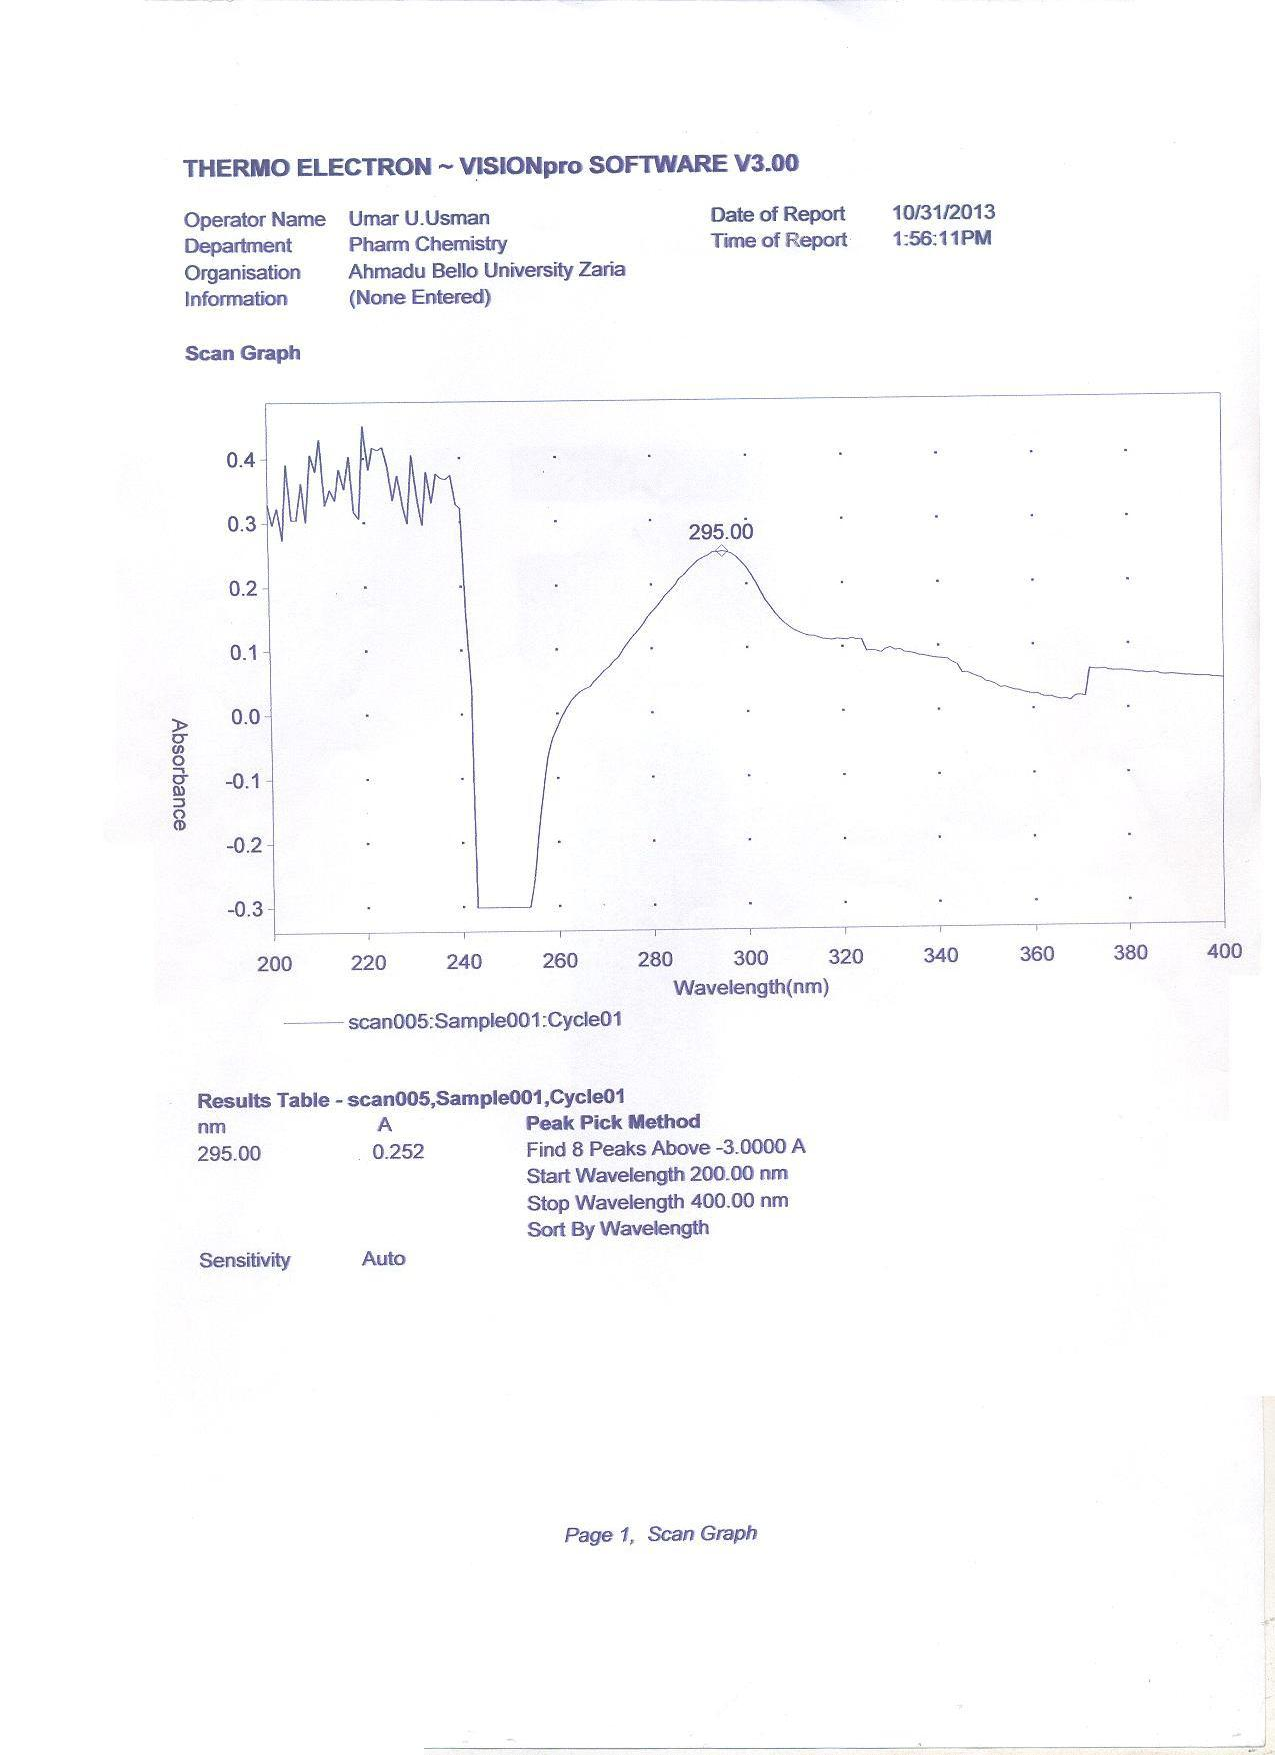 THERMO ELECTRON ~ VISIONpro SOFTWARE V3.00
Operator Name Umar U.Usman Date of Report 10/31/2013
Department Pharm Chemistry Time of Report 1:56:11PM
Organisation Ahmadu Bello University Zaria
Information (None Entered)
Scan Graph
0.4
0.3
0.2
0.1
0.0
-0.1
-0.2
-0.3
Absorbance
295.00
200 220 240 260 280 300 320 340 360 380 400
Wavelength(nm)
scan005:Sample001:Cycle01
Results Table - scan005,Sample001,Cycle01
nm A Peak Pick Method
295.00 0.252 Find 8 Peaks Above -3.0000 A
Start Wavelength 200.00 nm
Stop Wavelength 400.00 nm
Sort By Wavelength
Sensitivity Auto
Page 1, Scan Graph